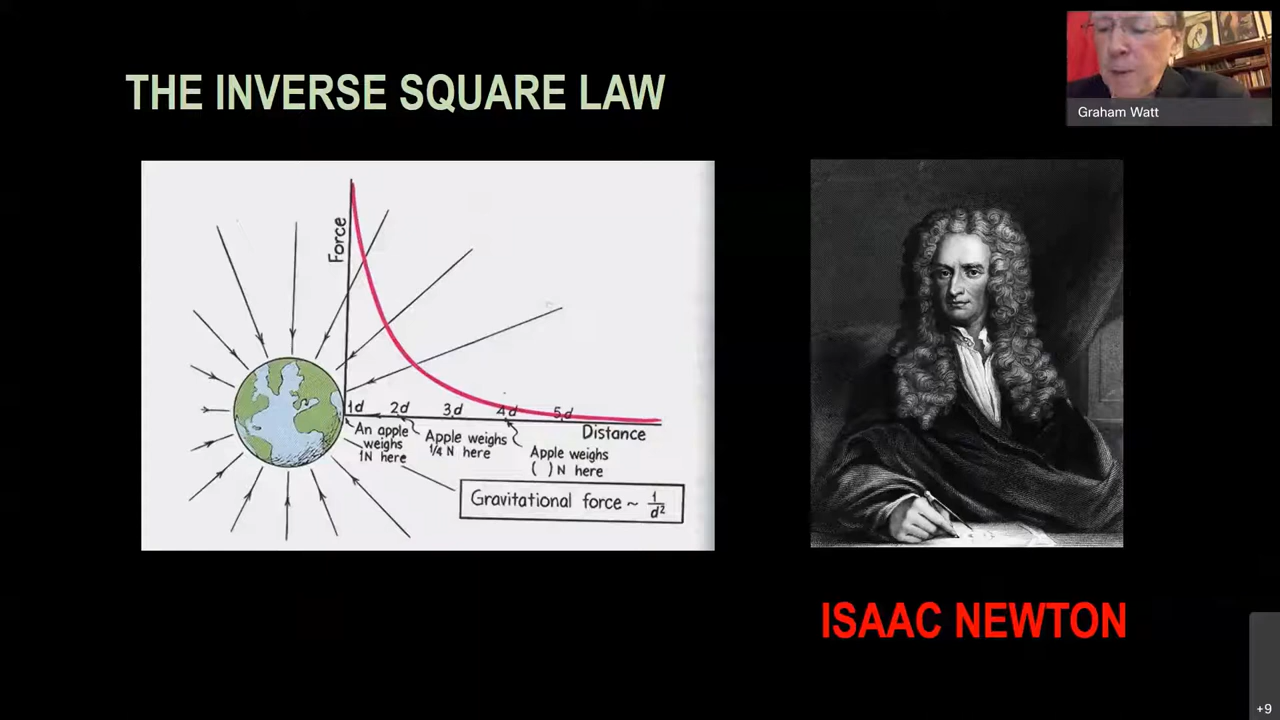 THE INVERSE SQUARE LAW
Graham Watt
Force
1d 2d 3d 4d 5d
Distance
An apple
weighs
1N here
Apple weighs
1/4 N here
Apple weighs
( ) N here
Gravitational force ~ 1/d²
ISAAC NEWTON
+9